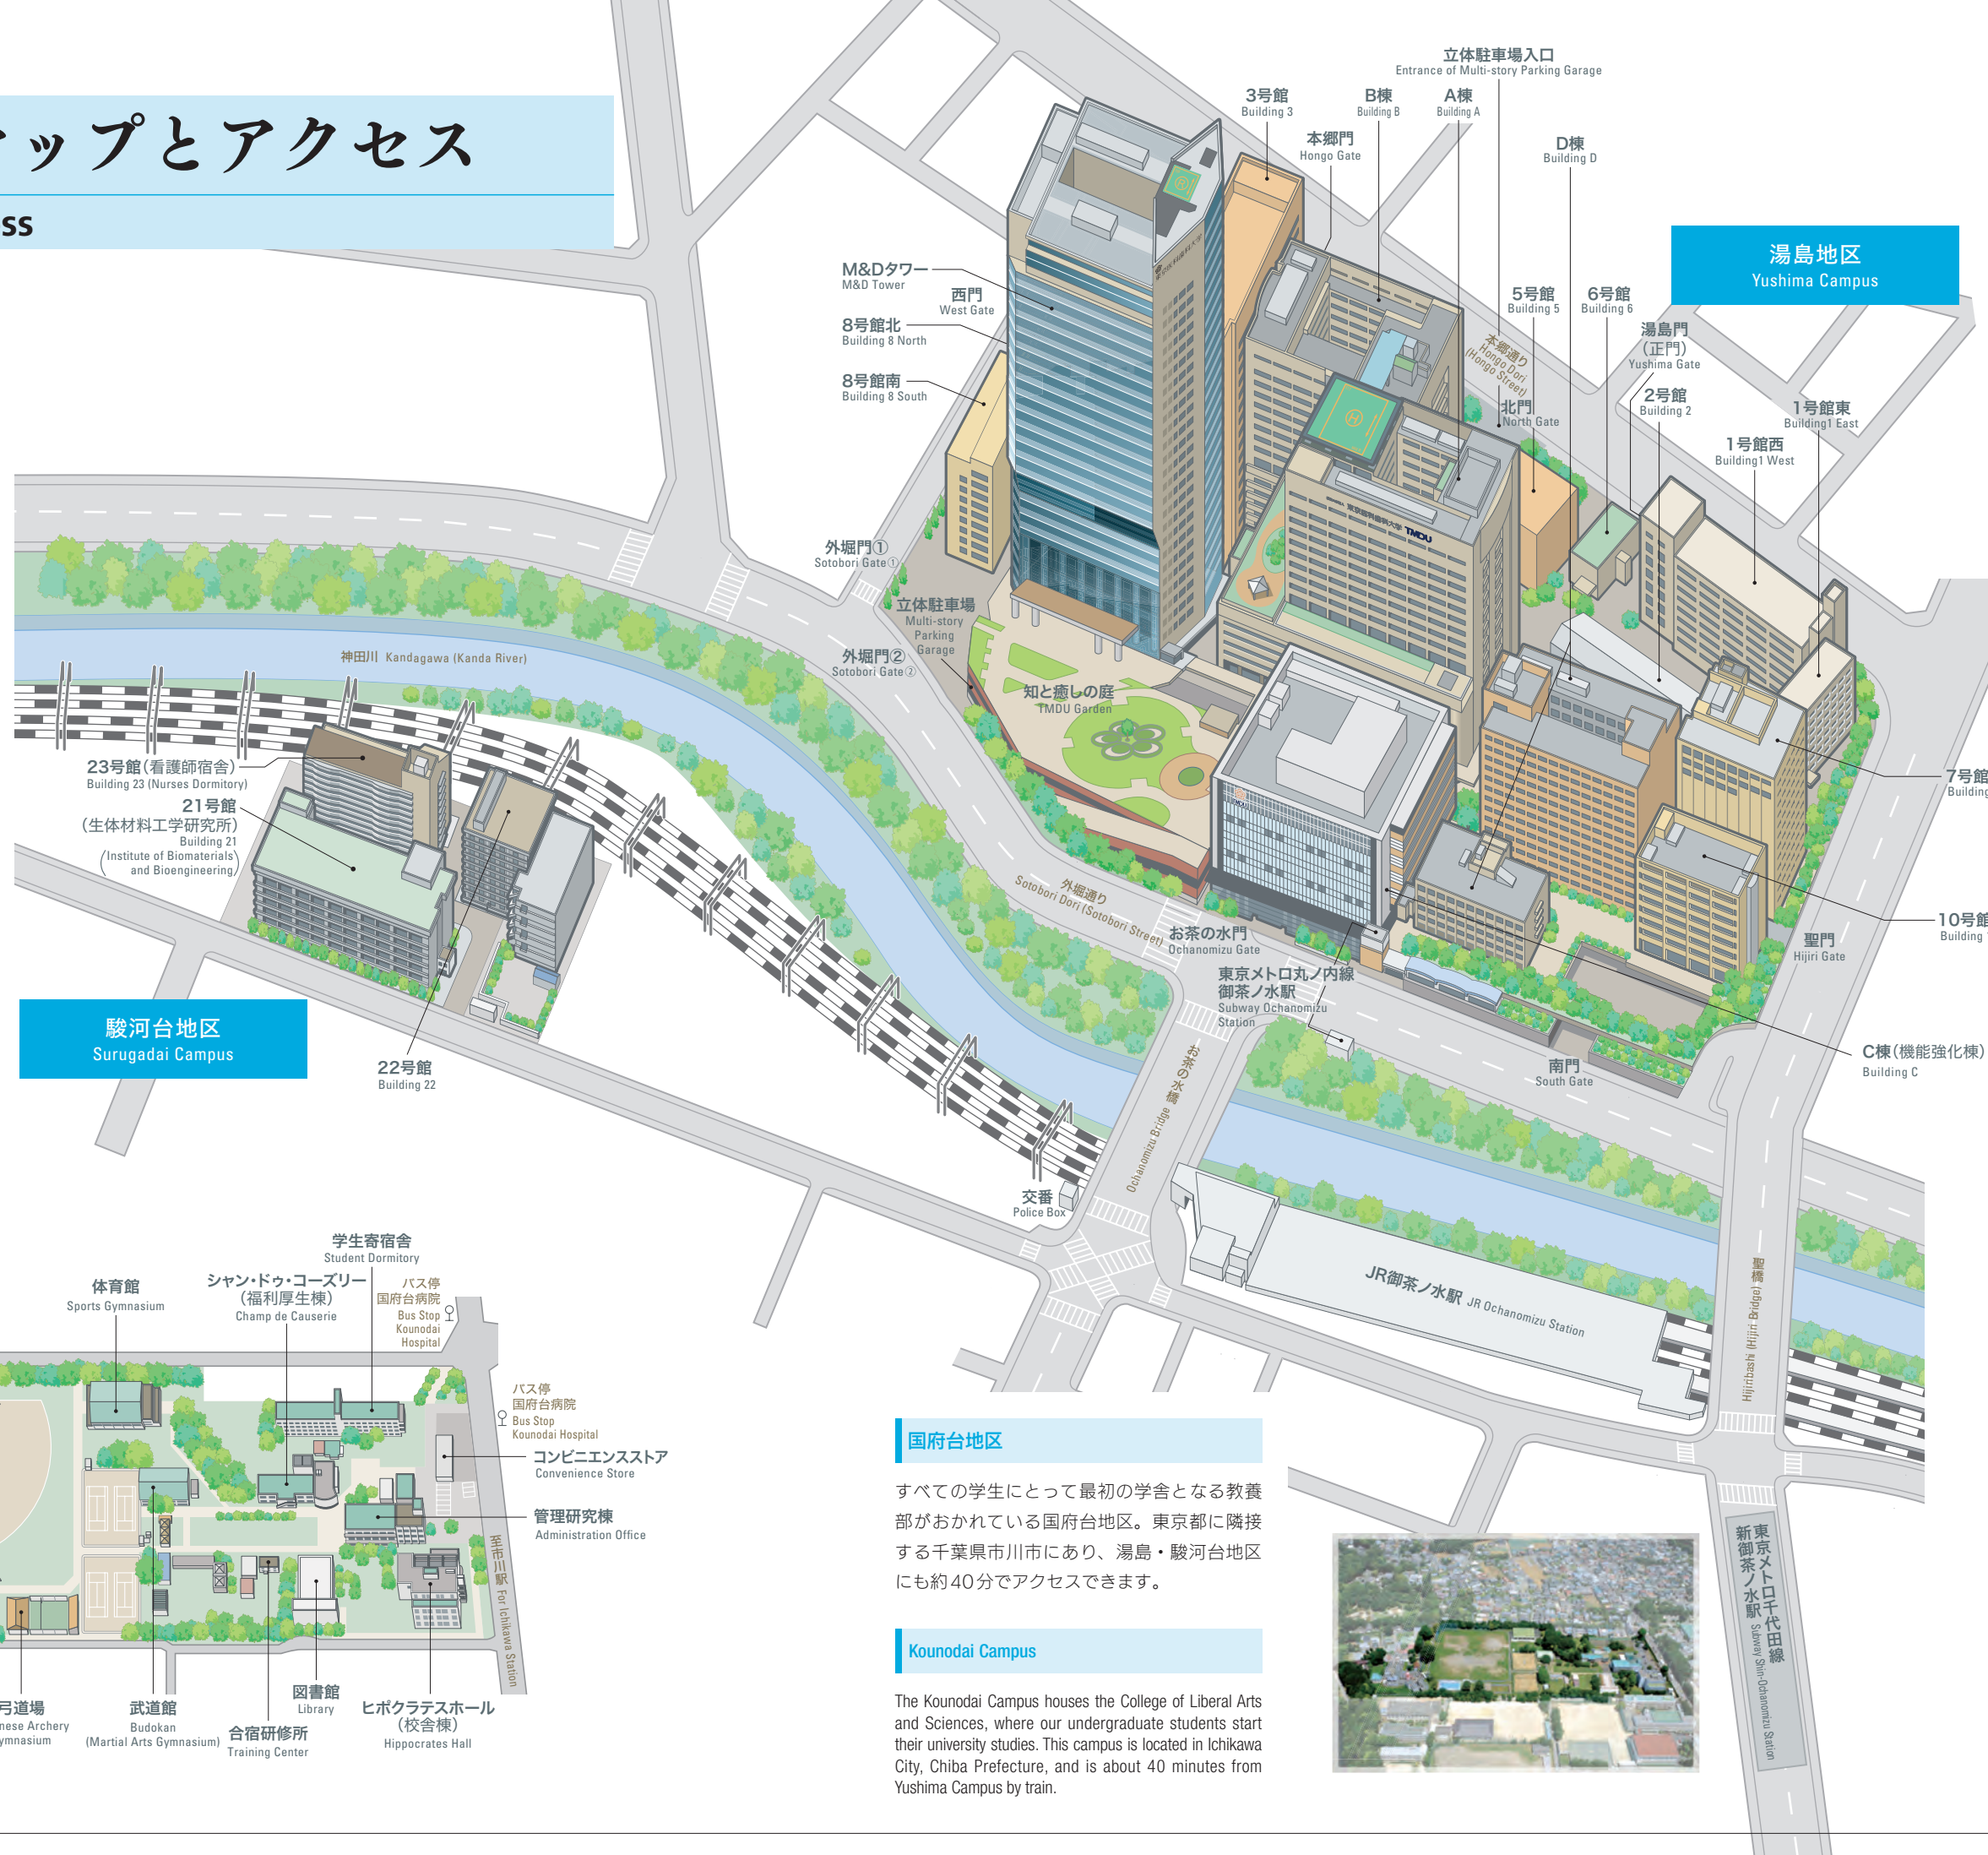 ップとアクセス
ss
立体駐車場入口
Entrance of Multi-story Parking Garage
3号館
Building 3
B棟
Building B
A棟
Building A
本郷門
Hongo Gate
D棟
Building D
湯島地区
Yushima Campus
M&Dタワー
M&D Tower
西門
West Gate
8号館北
Building 8 North
8号館南
Building 8 South
本郷通り
Hongo Dori
(Hongo Street)
5号館
Building 5
6号館
Building 6
湯島門
（正門）
Yushima Gate
2号館
Building 2
1号館東
Building1 East
1号館西
Building1 West
北門
North Gate
東京医科歯科大学 TMDU
外堀門①
Sotobori Gate①
立体駐車場
Multi-story
Parking
Garage
外堀門②
Sotobori Gate②
知と癒しの庭
TMDU Garden
神田川 Kandagawa (Kanda River)
23号館（看護師宿舎）
Building 23 (Nurses Dormitory)
21号館
（生体材料工学研究所）
Building 21
(Institute of Biomaterials
and Bioengineering)
22号館
Building 22
駿河台地区
Surugadai Campus
7号館
Building
10号館
Building
聖門
Hijiri Gate
C棟（機能強化棟）
Building C
外堀通り
Sotobori Dori (Sotobori Street)
お茶の水門
Ochanomizu Gate
東京メトロ丸ノ内線
御茶ノ水駅
Subway Ochanomizu
Station
南門
South Gate
お茶の水橋
Ochanomizu Bridge
交番
Police Box
JR御茶ノ水駅 JR Ochanomizu Station
聖橋
Hijiribashi (Hijiri Bridge)
東京メトロ千代田線
新御茶ノ水駅
Subway Shin-Ochanomizu Station
学生寄宿舎
Student Dormitory
体育館
Sports Gymnasium
シャン・ドゥ・コーズリー
（福利厚生棟）
Champ de Causerie
バス停
国府台病院
Bus Stop
Kounodai
Hospital
バス停
国府台病院
Bus Stop
Kounodai Hospital
コンビニエンスストア
Convenience Store
管理研究棟
Administration Office
至市川駅 For Ichikawa Station
弓道場
nese Archery
ymnasium
武道館
Budokan
(Martial Arts Gymnasium)
合宿研修所
Training Center
図書館
Library
ヒポクラテスホール
（校舎棟）
Hippocrates Hall
国府台地区
すべての学生にとって最初の学舎となる教養
部がおかれている国府台地区。東京都に隣接
する千葉県市川市にあり、湯島・駿河台地区
にも約40分でアクセスできます。
Kounodai Campus
The Kounodai Campus houses the College of Liberal Arts
and Sciences, where our undergraduate students start
their university studies. This campus is located in Ichikawa
City, Chiba Prefecture, and is about 40 minutes from
Yushima Campus by train.